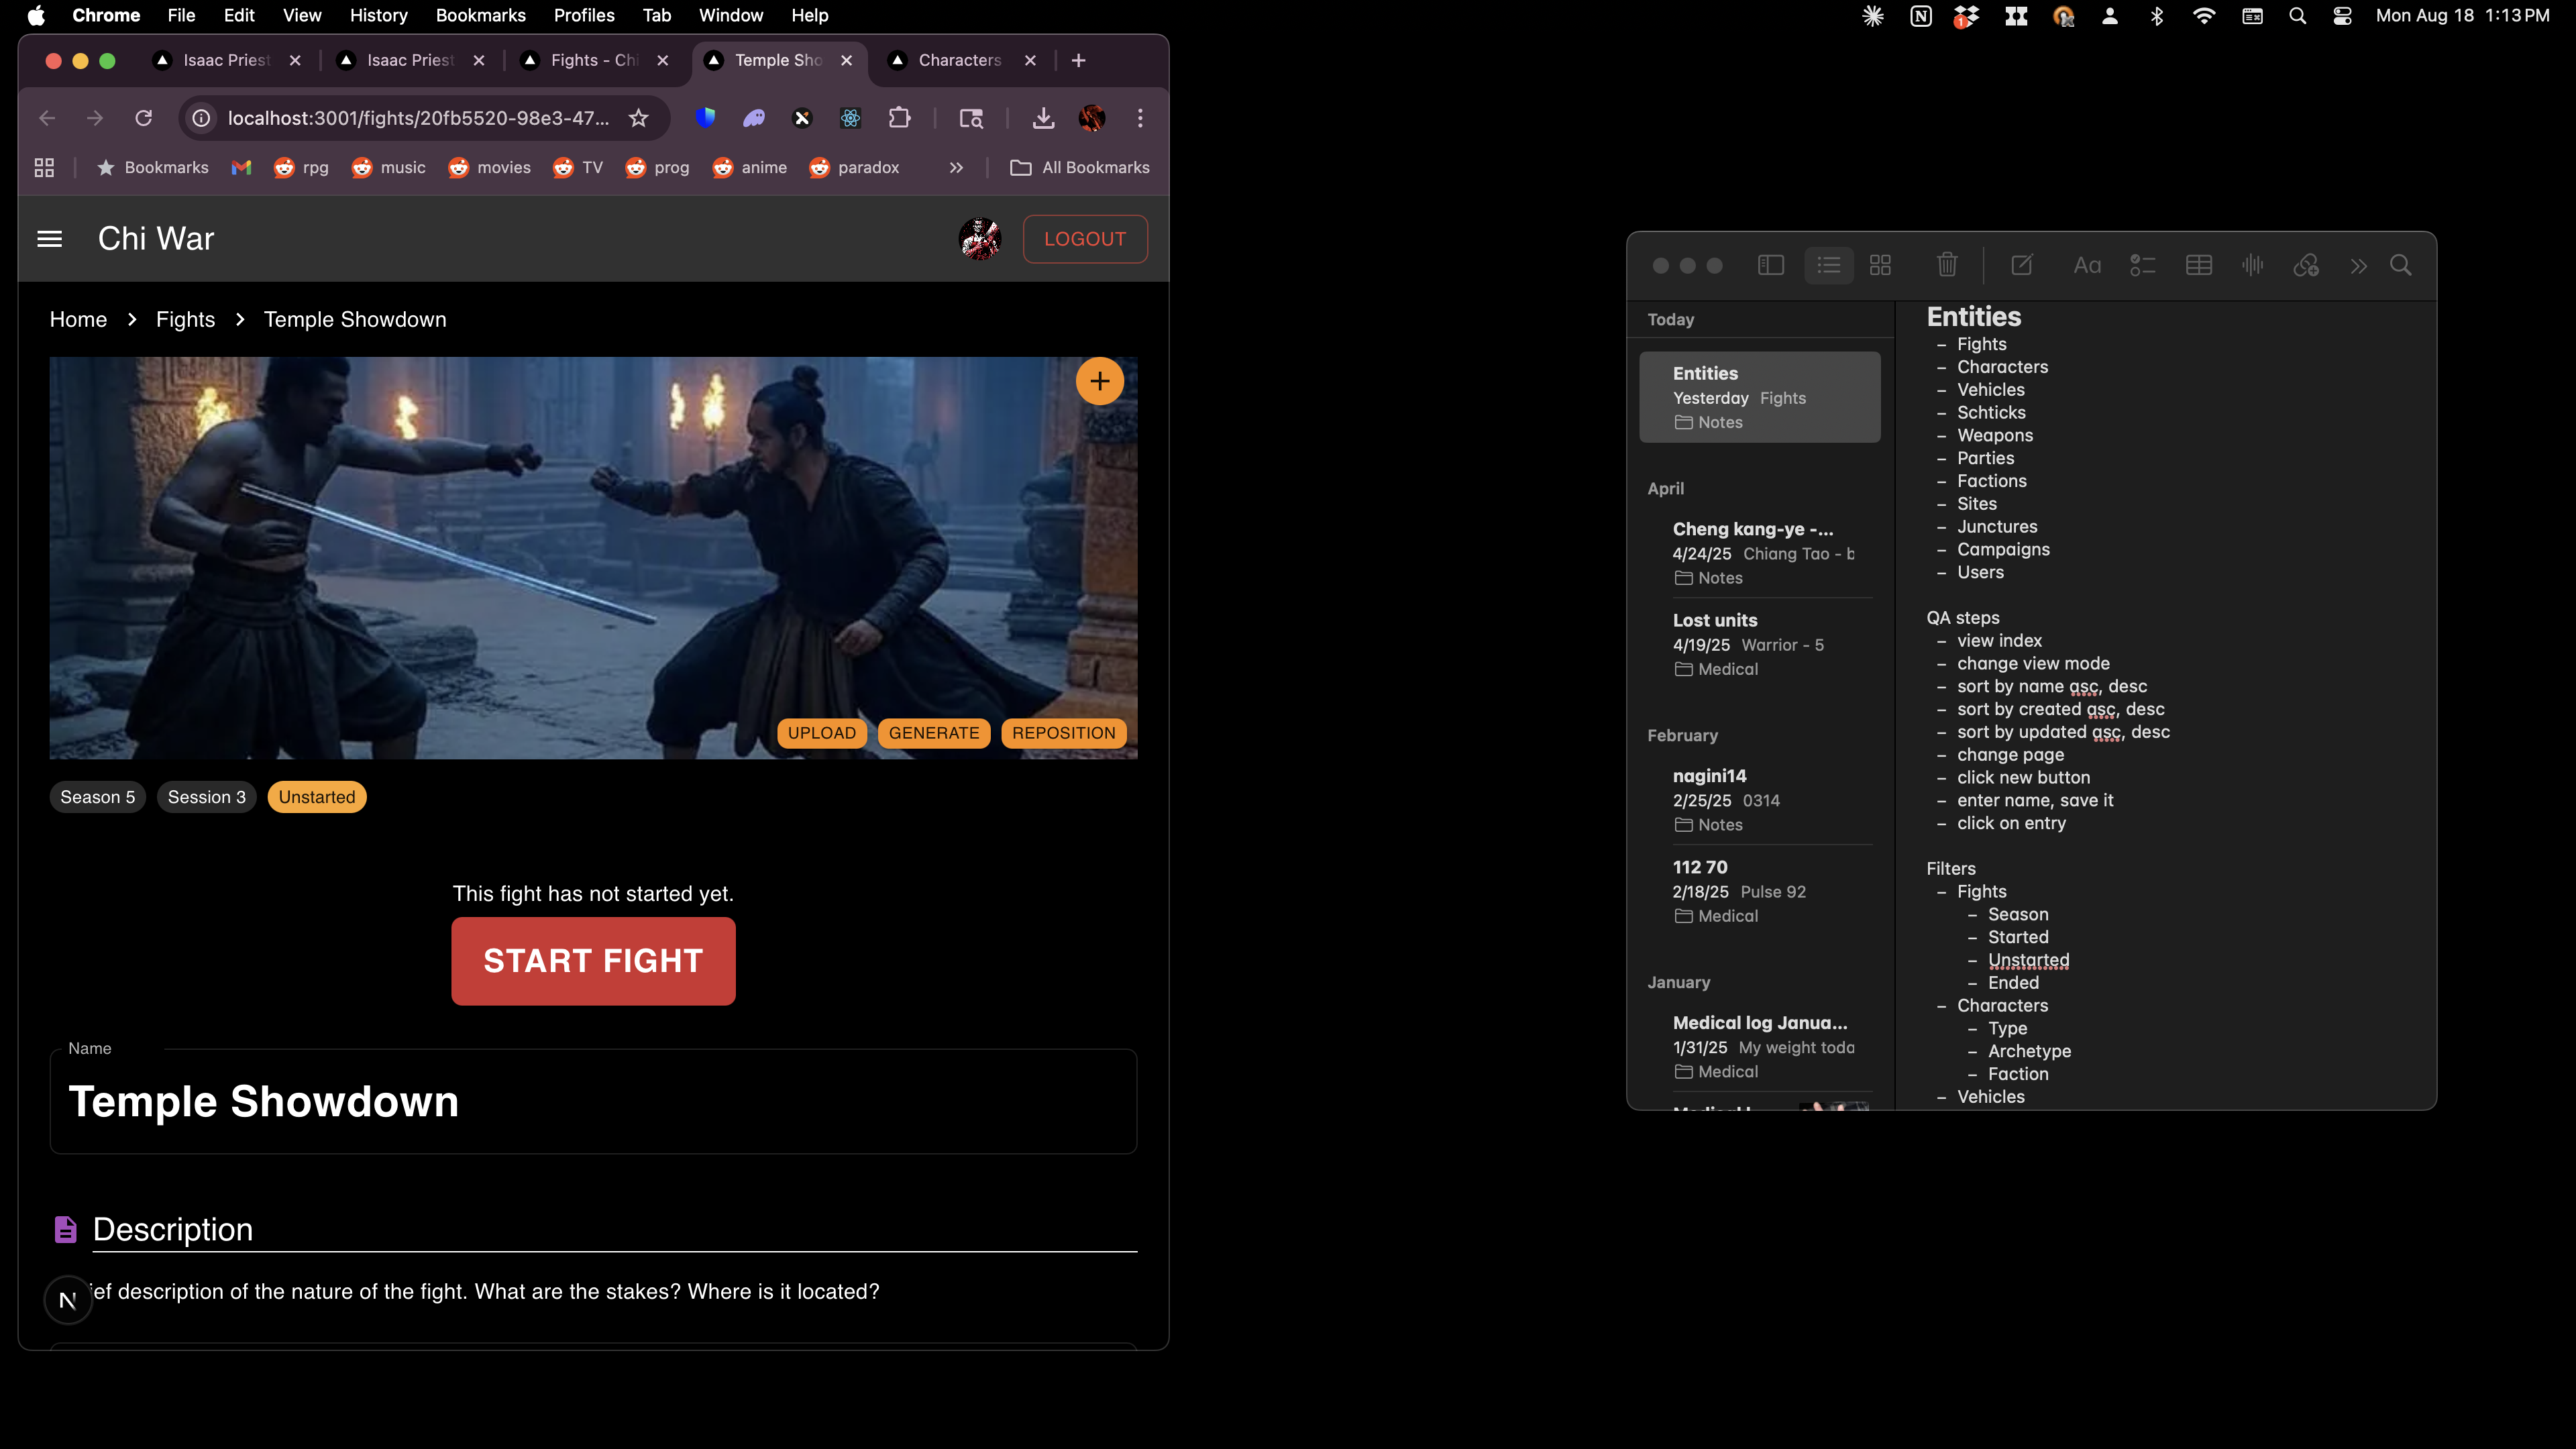 Chrome File Edit View History Bookmarks Profiles Tab Window Help
Mon Aug 18 1:13 PM
Isaac Priest
Isaac Priest
Fights - Chi
Temple Sho
Characters
localhost:3001/fights/20fb5520-98e3-47...
Bookmarks
rpg
music
movies
TV
prog
anime
paradox
All Bookmarks
Chi War
LOGOUT
Home > Fights > Temple Showdown
+
UPLOAD
GENERATE
REPOSITION
Season 5
Session 3
Unstarted
This fight has not started yet.
START FIGHT
Name
Temple Showdown
Description
ief description of the nature of the fight. What are the stakes? Where is it located?
N
Aa
Today
Entities
Yesterday Fights
Notes
April
Cheng kang-ye -...
4/24/25 Chiang Tao - b
Notes
Lost units
4/19/25 Warrior - 5
Medical
February
nagini14
2/25/25 0314
Notes
112 70
2/18/25 Pulse 92
Medical
January
Medical log Janua...
1/31/25 My weight toda
Medical
Entities
– Fights
– Characters
– Vehicles
– Schticks
– Weapons
– Parties
– Factions
– Sites
– Junctures
– Campaigns
– Users
QA steps
– view index
– change view mode
– sort by name asc, desc
– sort by created asc, desc
– sort by updated asc, desc
– change page
– click new button
– enter name, save it
– click on entry
Filters
– Fights
– Season
– Started
– Unstarted
– Ended
– Characters
– Type
– Archetype
– Faction
– Vehicles